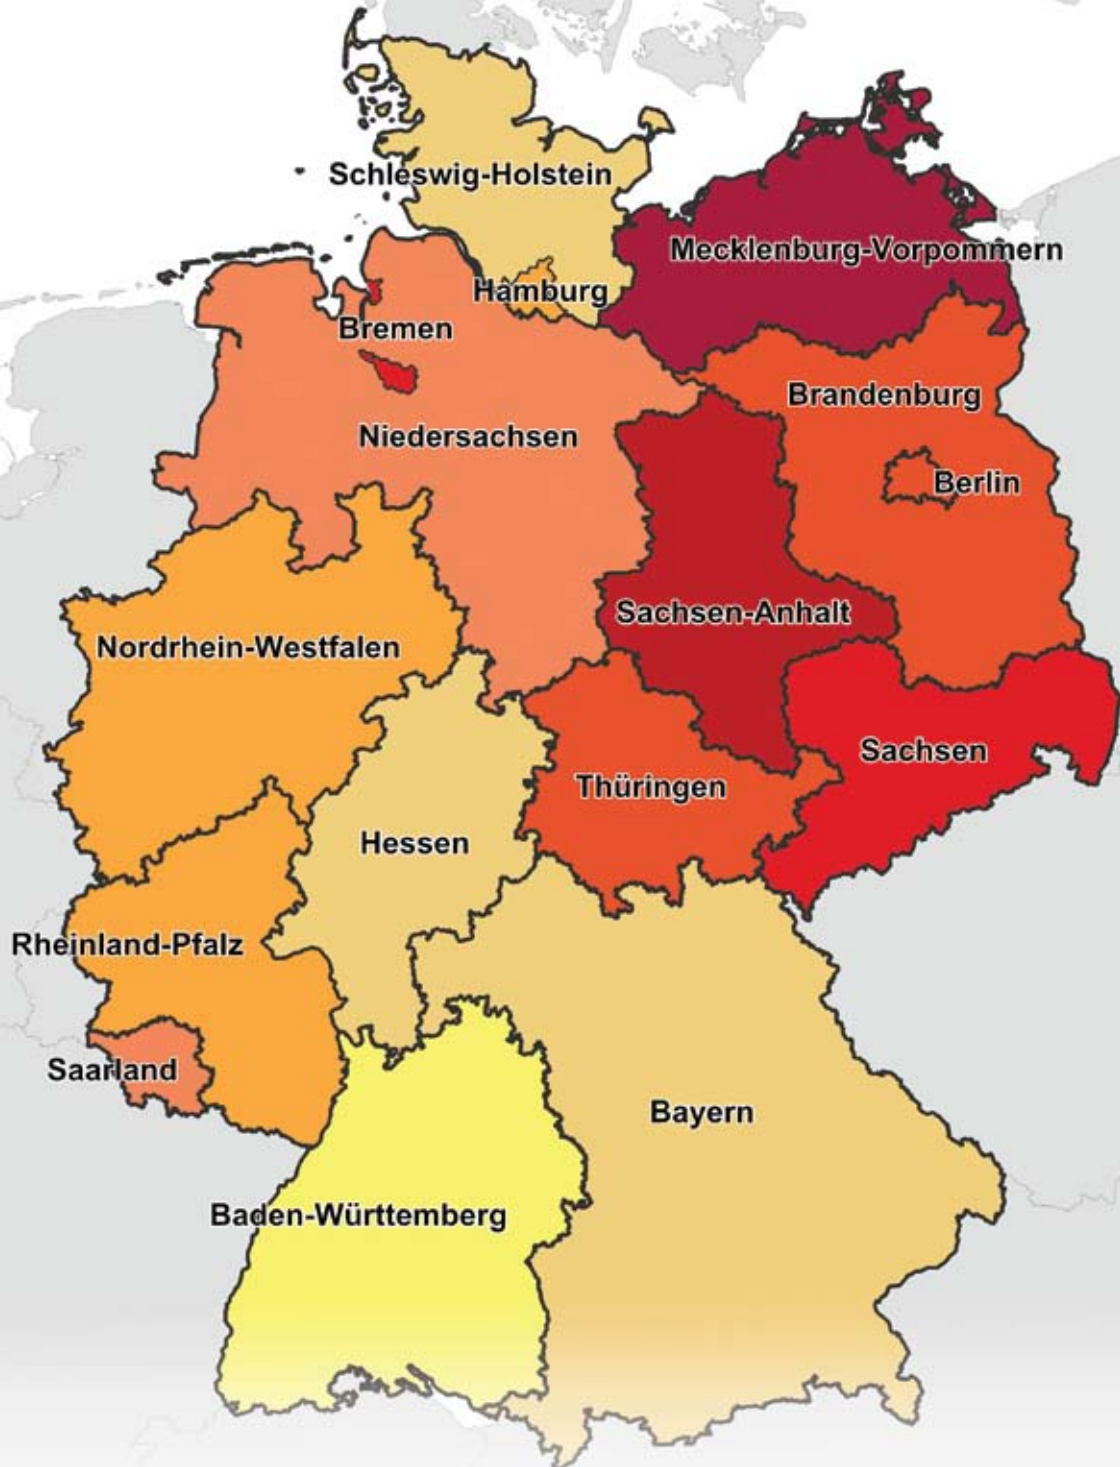 Schleswig-Holstein
Mecklenburg-Vorpommern
Hamburg
Bremen
Brandenburg
Niedersachsen
Berlin
Sachsen-Anhalt
Nordrhein-Westfalen
Sachsen
Thüringen
Hessen
Rheinland-Pfalz
Saarland
Bayern
Baden-Württemberg